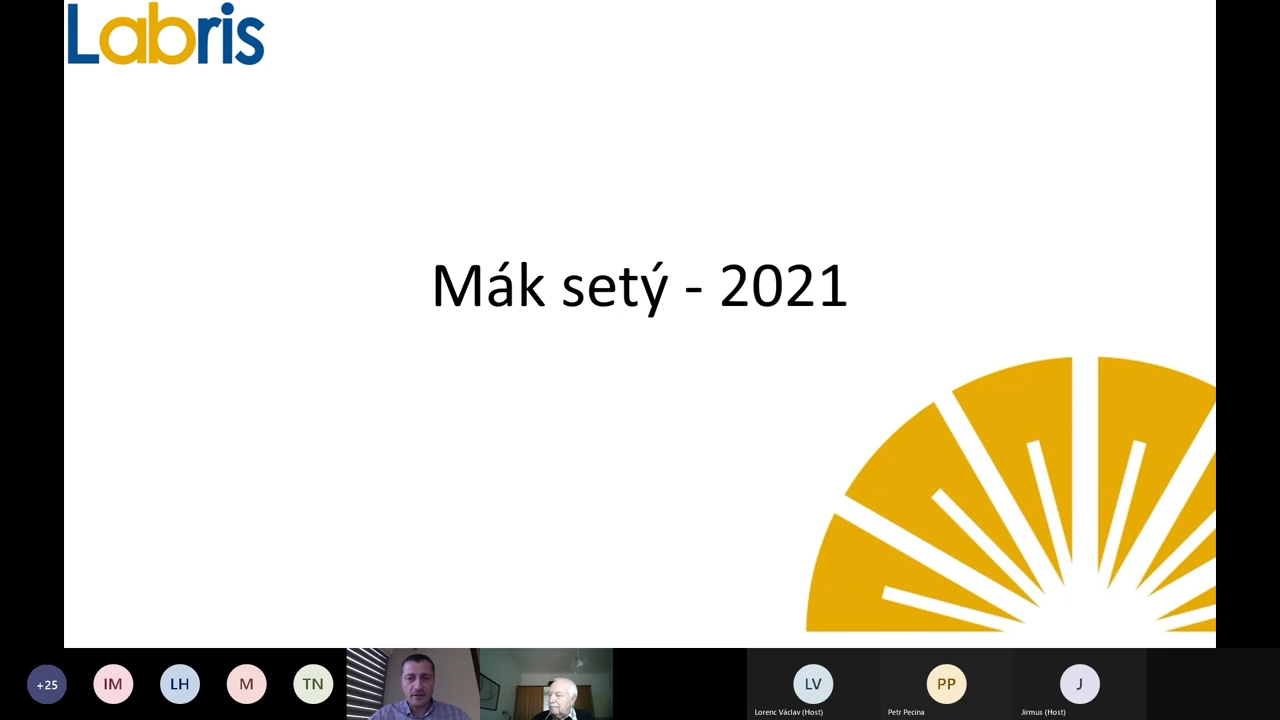 Labris
Mák setý - 2021
+25
IM
LH
M
TN
LV
PP
J
Lorenc Václav (Host)
Petr Pecina
Jirmus (Host)